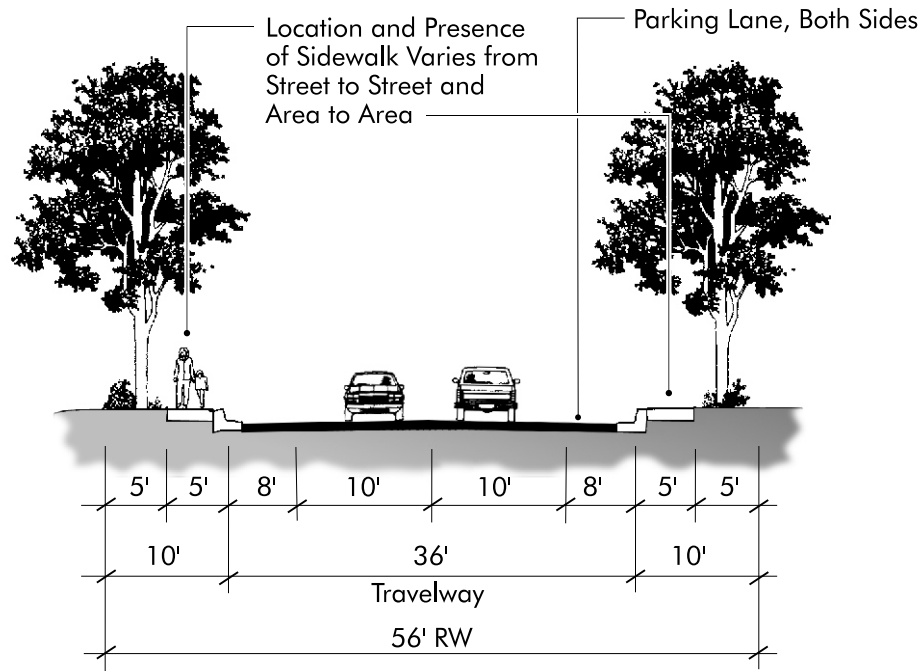 Location and Presence
of Sidewalk Varies from
Street to Street and
Area to Area
Parking Lane, Both Sides
5' 5' 8' 10' 10' 8' 5' 5'
10' 36' 10'
Travelway
56' RW